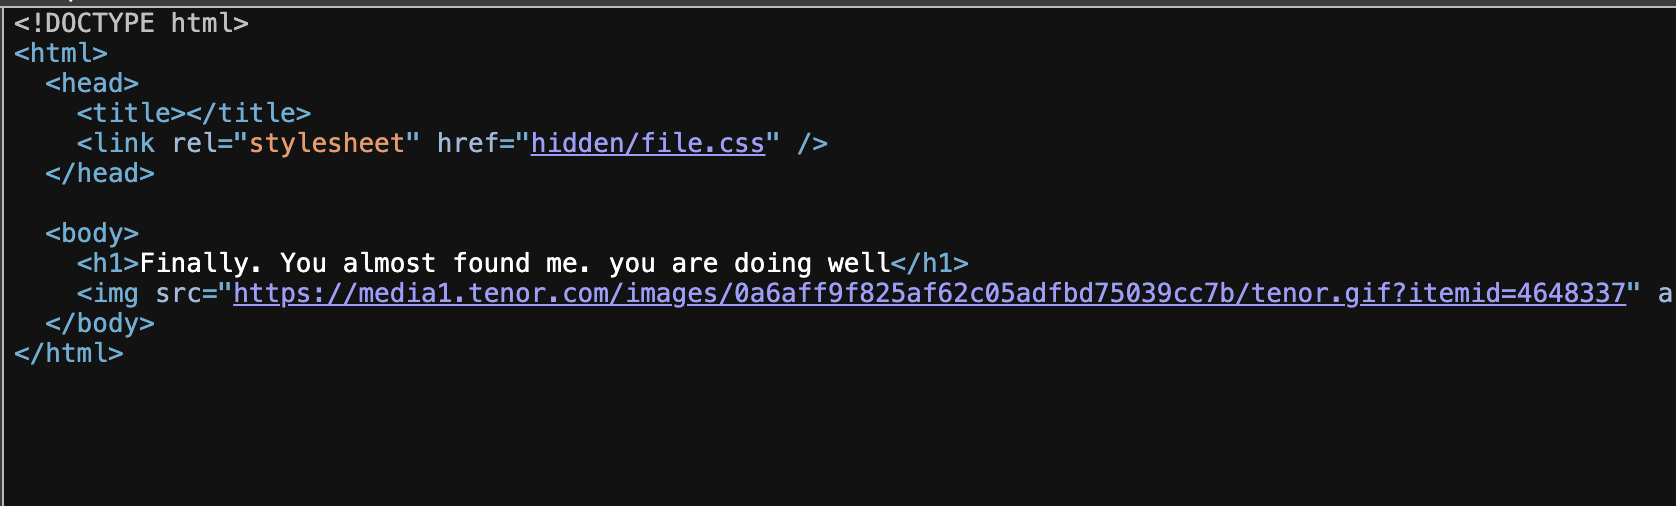 <!DOCTYPE html>
<html>
<head>
<title></title>
<link rel="stylesheet" href="hidden/file.css" />
</head>
<body>
<h1>Finally. You almost found me. you are doing well</h1>
<img src="https://media1.tenor.com/images/0a6aff9f825af62c05adfbd75039cc7b/tenor.gif?itemid=4648337" a
</body>
</html>